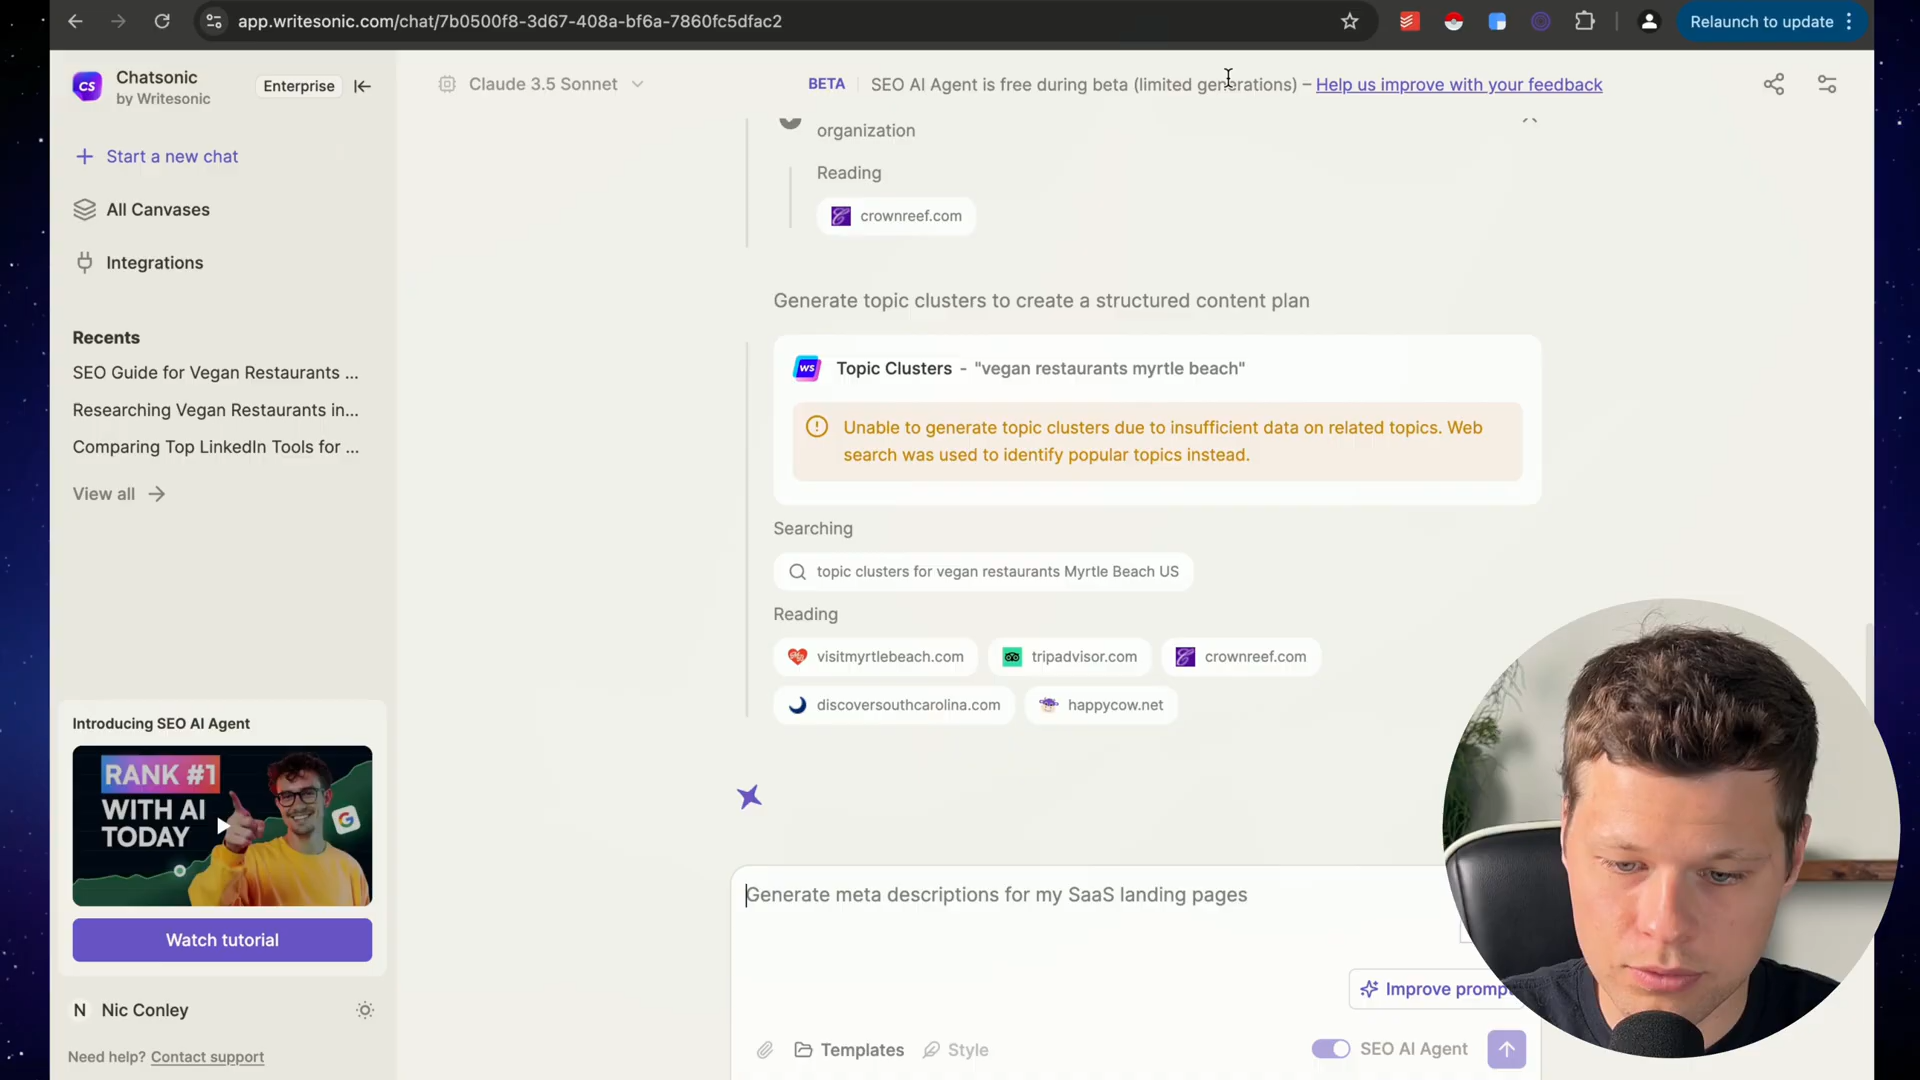 app.writesonic.com/chat/7b0500f8-3d67-408a-bf6a-7860fc5dfac2
Relaunch to update
CS
Chatsonic
by Writesonic
Enterprise
Start a new chat
All Canvases
Integrations
Recents
SEO Guide for Vegan Restaurants ...
Researching Vegan Restaurants in...
Comparing Top LinkedIn Tools for ...
View all
Introducing SEO AI Agent
RANK #1
WITH AI
TODAY
G
Watch tutorial
N Nic Conley
Need help? Contact support
Claude 3.5 Sonnet
BETA SEO AI Agent is free during beta (limited generations) – Help us improve with your feedback
organization
Reading
crownreef.com
Generate topic clusters to create a structured content plan
WS Topic Clusters - "vegan restaurants myrtle beach"
Unable to generate topic clusters due to insufficient data on related topics. Web
search was used to identify popular topics instead.
Searching
topic clusters for vegan restaurants Myrtle Beach US
Reading
visitmyrtlebeach.com tripadvisor.com crownreef.com
discoversouthcarolina.com happycow.net
Generate meta descriptions for my SaaS landing pages
Improve prompt
Templates Style SEO AI Agent